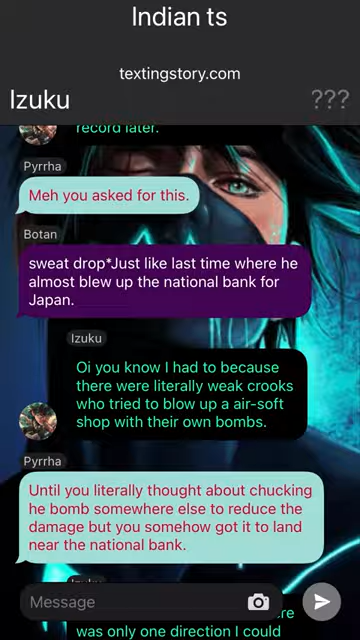 Indian ts
textingstory.com
Izuku
???
record later.
Pyrrha
Meh you asked for this.
Botan
sweat drop*Just like last time where he
almost blew up the national bank for
Japan.
Izuku
Oi you know I had to because
there were literally weak crooks
who tried to blow up a air-soft
shop with their own bombs.
Pyrrha
Until you literally thought about chucking
he bomb somewhere else to reduce the
damage but you somehow got it to land
near the national bank.
Message
was only one direction I could